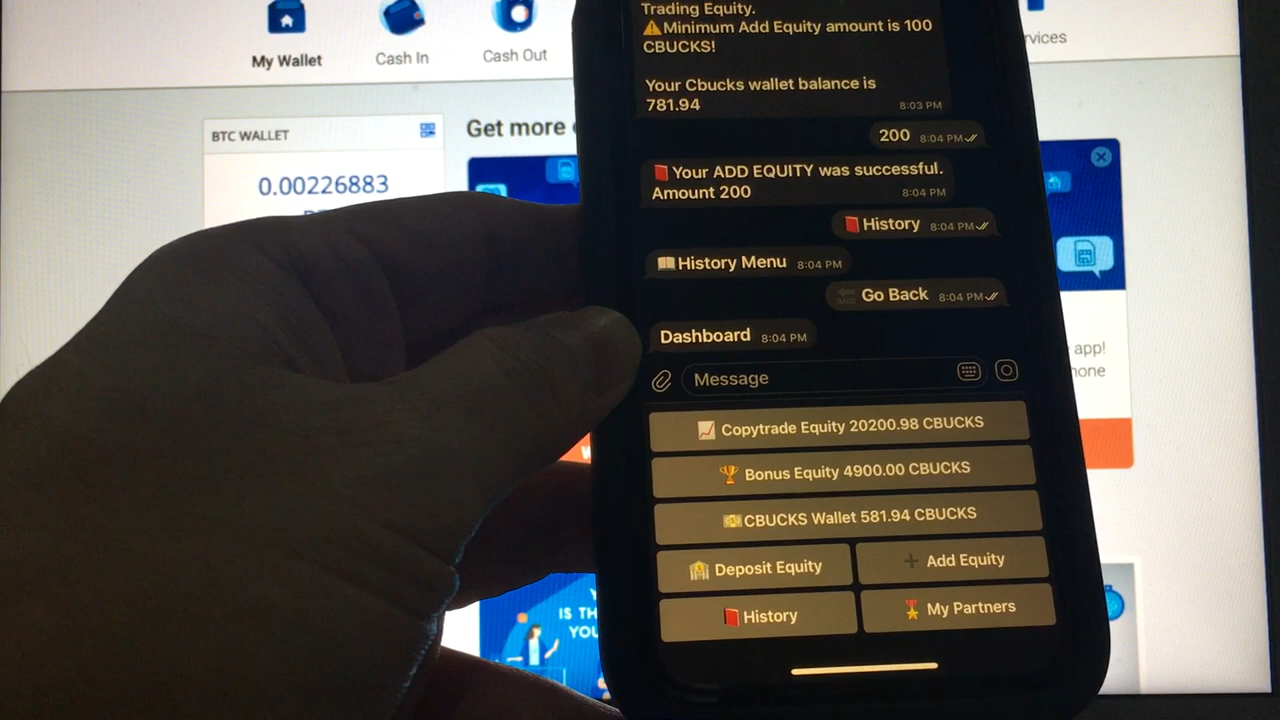 My Wallet
Cash In
Cash Out
BTC WALLET
0.00226883
Get more
app!
Trading Equity.
⚠️Minimum Add Equity amount is 100
CBUCKS!
Your Cbucks wallet balance is
781.94 8:03 PM
200 8:04 PM
📕Your ADD EQUITY was successful.
Amount 200 8:04 PM
📕History 8:04 PM
📖History Menu 8:04 PM
Go Back 8:04 PM
Dashboard 8:04 PM
Message
📈 Copytrade Equity 20200.98 CBUCKS
🏆 Bonus Equity 4900.00 CBUCKS
💴CBUCKS Wallet 581.94 CBUCKS
🏦 Deposit Equity
➕ Add Equity
📕History
🎖 My Partners
IS TH
YOU